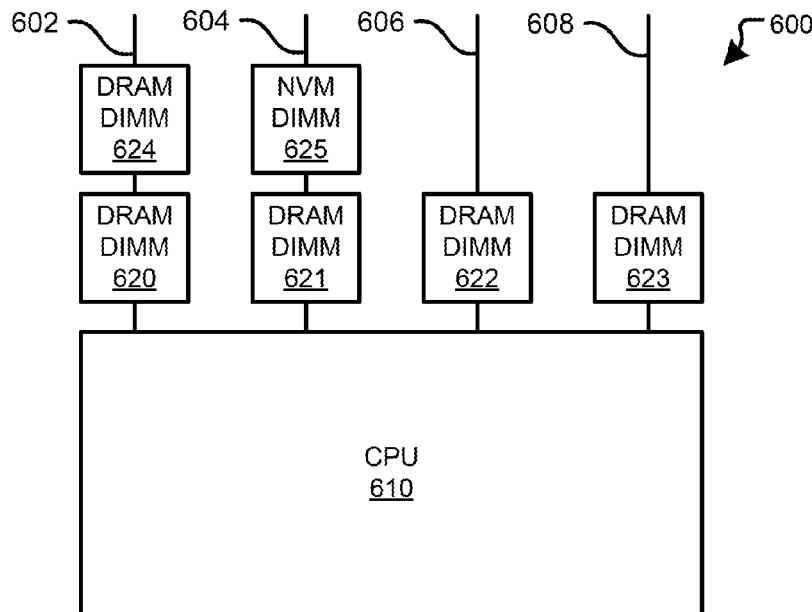 602
604
606
608
600
DRAM
DIMM
624
NVM
DIMM
625
DRAM
DIMM
620
DRAM
DIMM
621
DRAM
DIMM
622
DRAM
DIMM
623
CPU
610